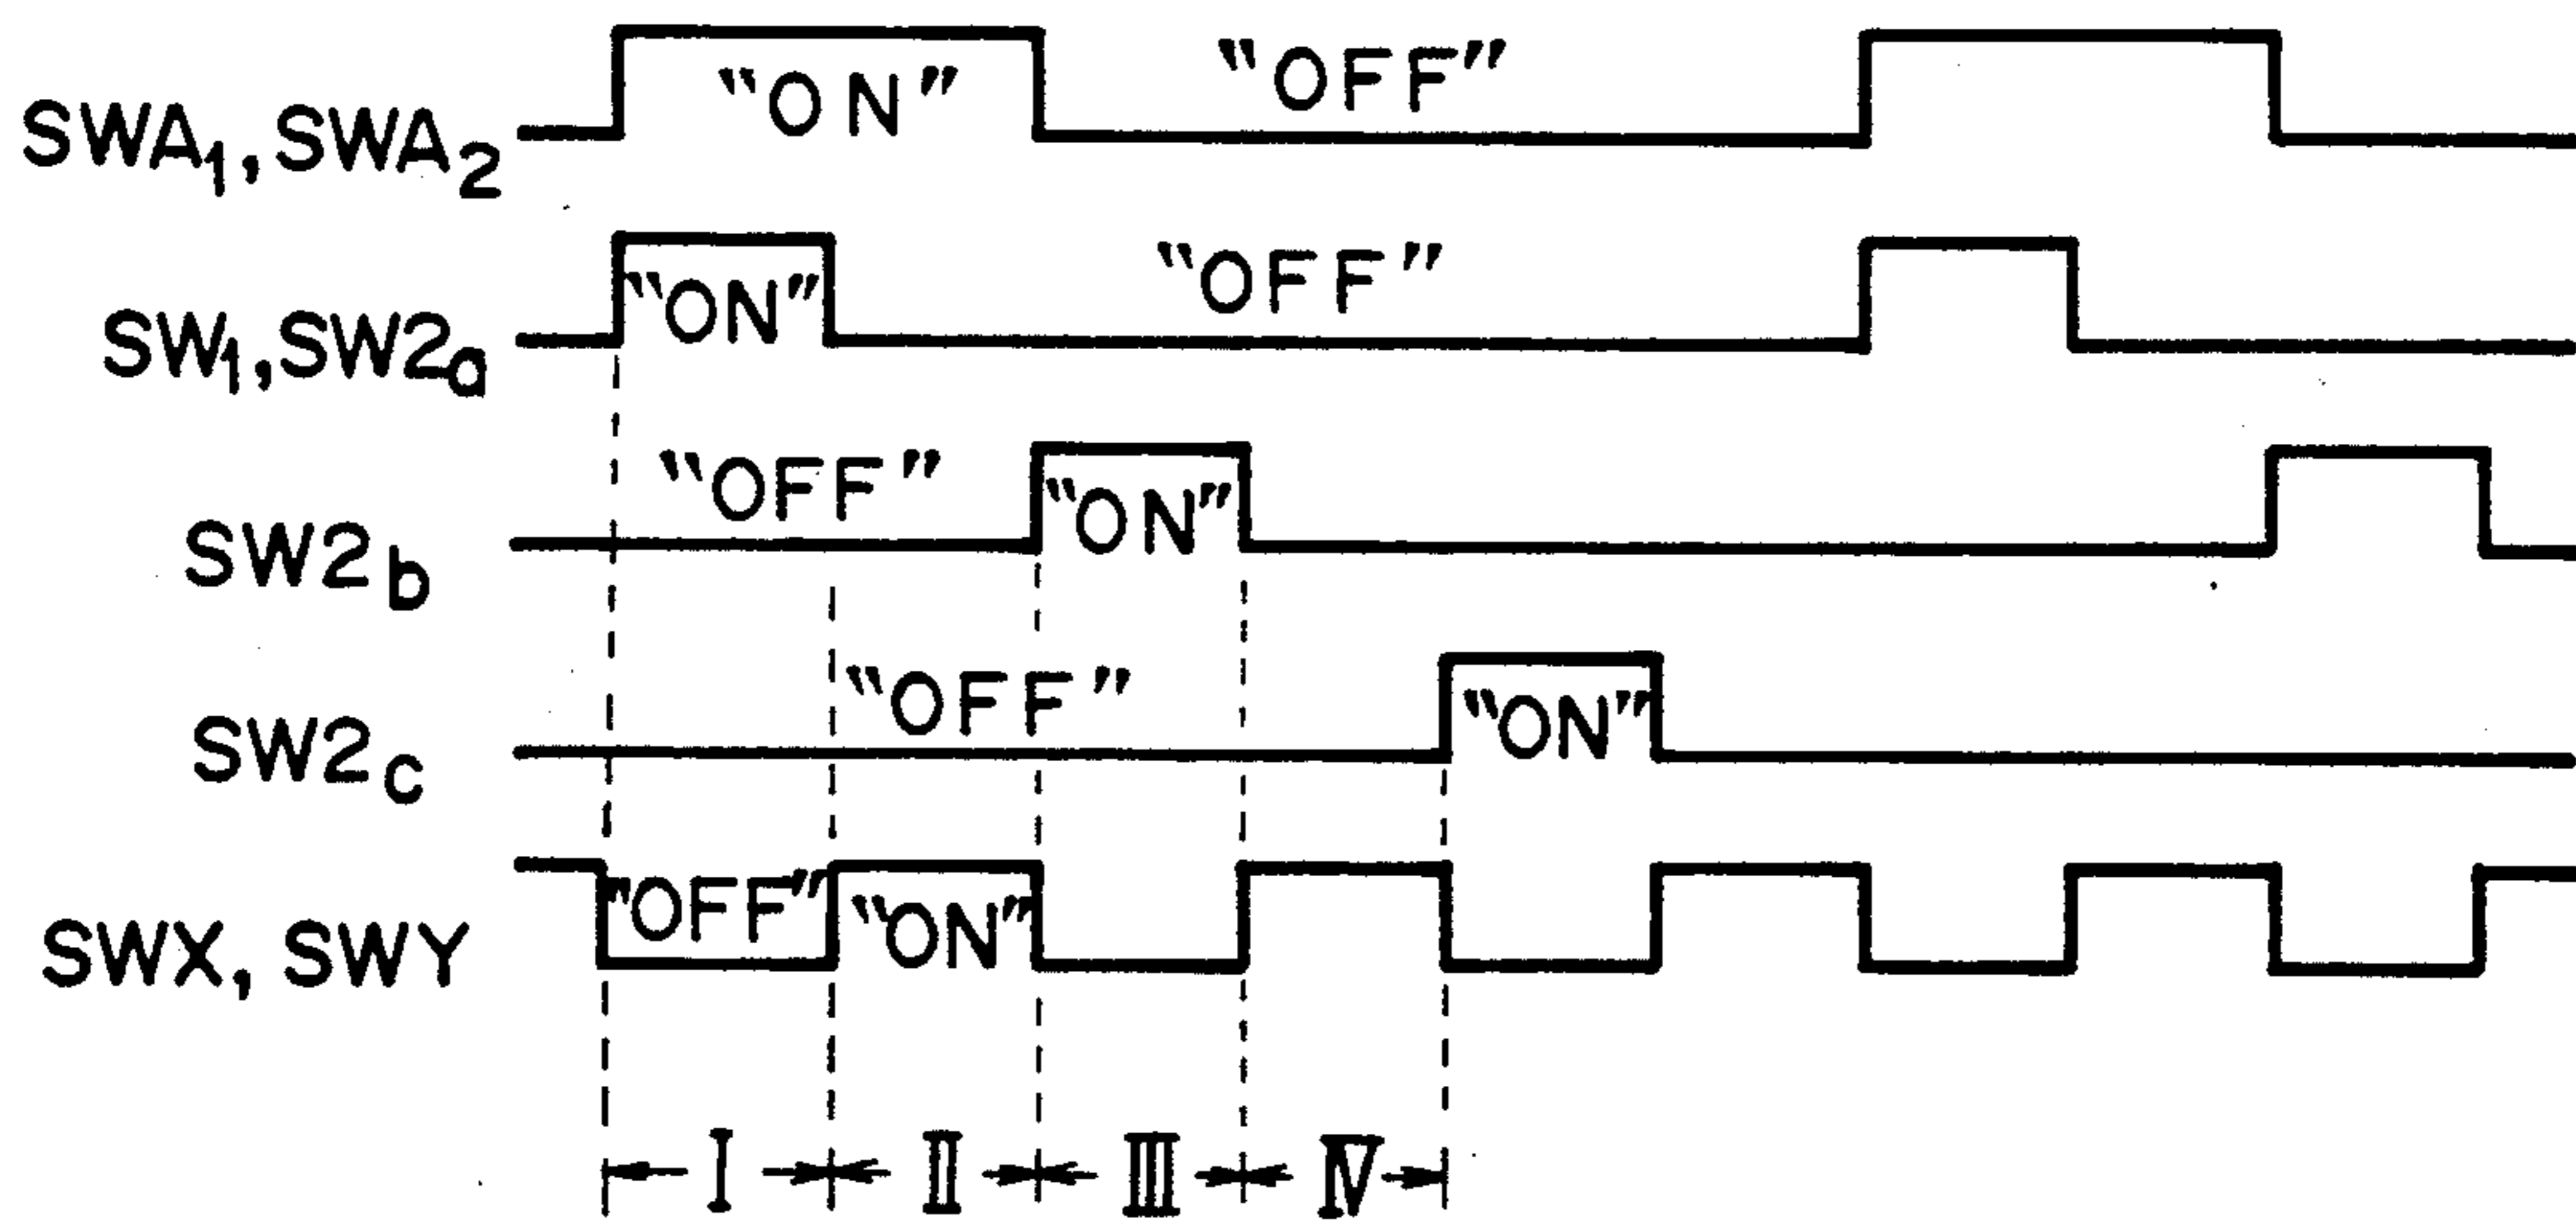 SWA1, SWA2 “ON” “OFF”
SW1, SW2a “ON” “OFF”
SW2b “OFF” “ON”
SW2c “OFF” “ON”
SWX, SWY “OFF” “ON”
I II III IV